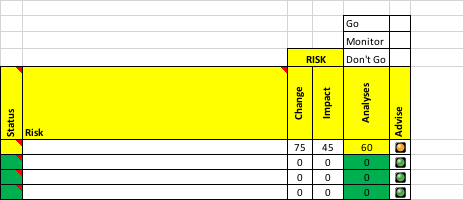 Go
Monitor
RISK Don't Go
Status Risk Change Impact Analyses Advise
75 45 60
0 0 0
0 0 0
0 0 0